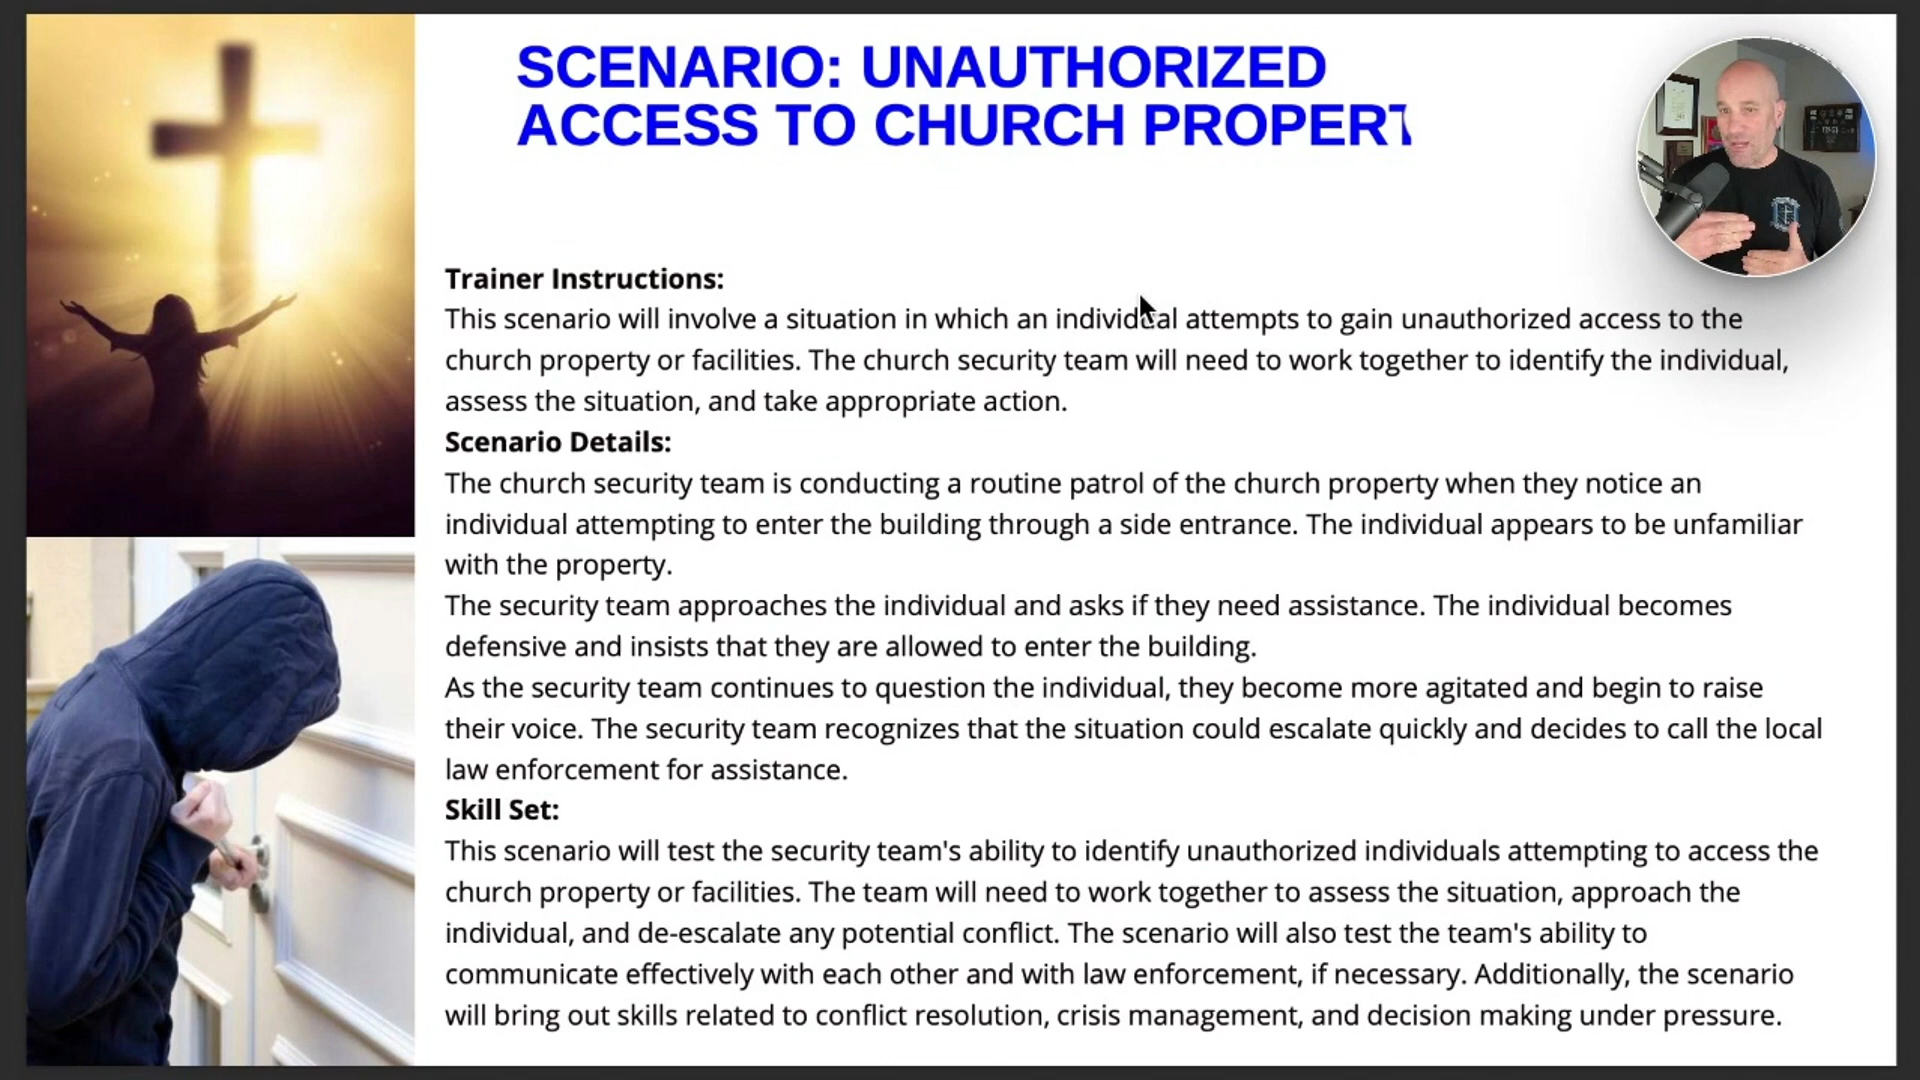 SCENARIO: UNAUTHORIZED
ACCESS TO CHURCH PROPERT
Trainer Instructions:
This scenario will involve a situation in which an individual attempts to gain unauthorized access to the
church property or facilities. The church security team will need to work together to identify the individual,
assess the situation, and take appropriate action.
Scenario Details:
The church security team is conducting a routine patrol of the church property when they notice an
individual attempting to enter the building through a side entrance. The individual appears to be unfamiliar
with the property.
The security team approaches the individual and asks if they need assistance. The individual becomes
defensive and insists that they are allowed to enter the building.
As the security team continues to question the individual, they become more agitated and begin to raise
their voice. The security team recognizes that the situation could escalate quickly and decides to call the local
law enforcement for assistance.
Skill Set:
This scenario will test the security team's ability to identify unauthorized individuals attempting to access the
church property or facilities. The team will need to work together to assess the situation, approach the
individual, and de-escalate any potential conflict. The scenario will also test the team's ability to
communicate effectively with each other and with law enforcement, if necessary. Additionally, the scenario
will bring out skills related to conflict resolution, crisis management, and decision making under pressure.